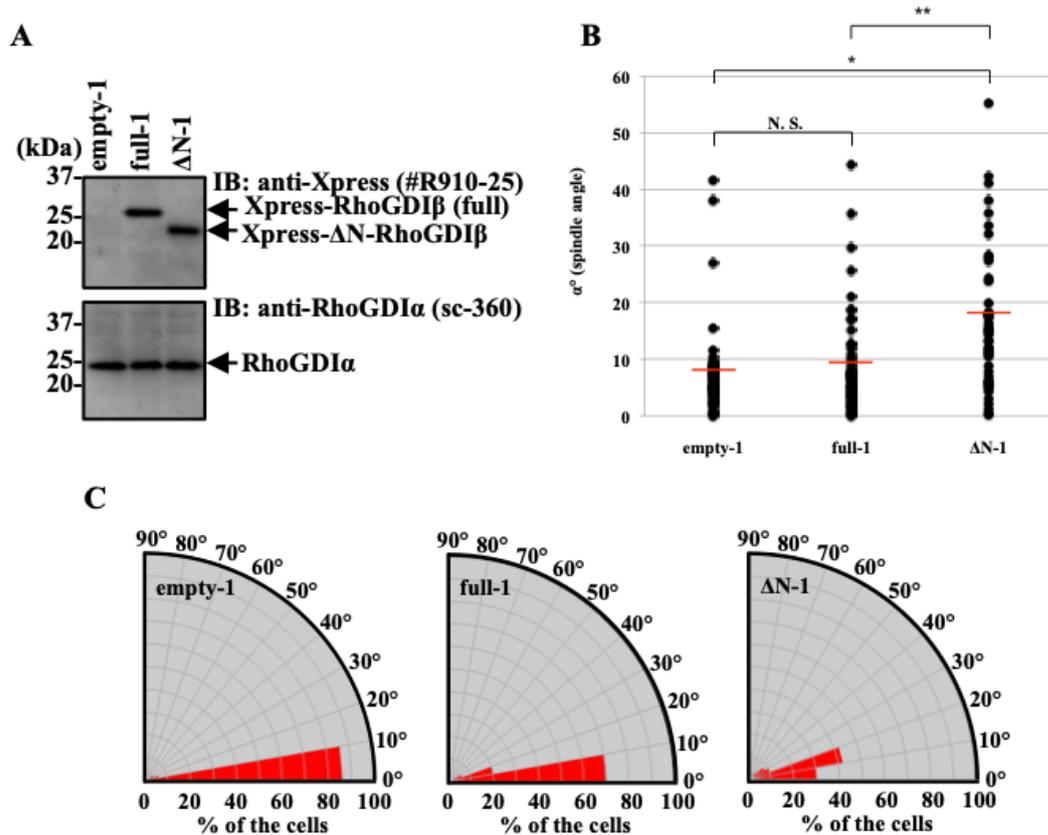 A
(kDa)
empty-1
full-1
ΔN-1
37
25
20
IB: anti-Xpress (#R910-25)
Xpress-RhoGDIβ (full)
Xpress-ΔN-RhoGDIβ
37
25
20
IB: anti-RhoGDIα (sc-360)
RhoGDIα
B
**
*
N. S.
α° (spindle angle)
60
50
40
30
20
10
0
empty-1 full-1 ΔN-1
C
empty-1
90° 80° 70° 60° 50° 40° 30° 20° 10° 0°
0 20 40 60 80 100
% of the cells
full-1
90° 80° 70° 60° 50° 40° 30° 20° 10° 0°
0 20 40 60 80 100
% of the cells
ΔN-1
90° 80° 70° 60° 50° 40° 30° 20° 10° 0°
0 20 40 60 80 100
% of the cells